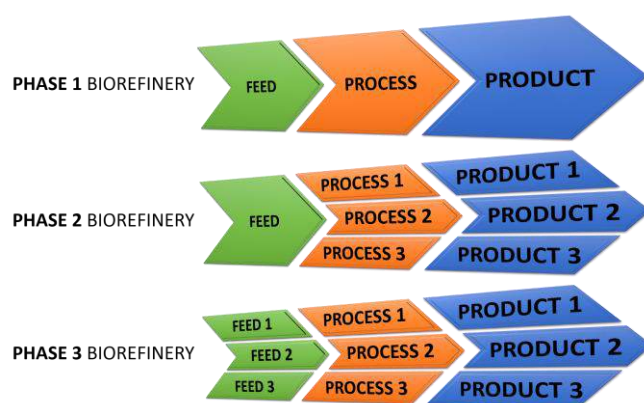 PHASE 1 BIOREFINERY
FEED
PROCESS
PRODUCT
PHASE 2 BIOREFINERY
FEED
PROCESS 1
PROCESS 2
PROCESS 3
PRODUCT 1
PRODUCT 2
PRODUCT 3
PHASE 3 BIOREFINERY
FEED 1
FEED 2
FEED 3
PROCESS 1
PROCESS 2
PROCESS 3
PRODUCT 1
PRODUCT 2
PRODUCT 3